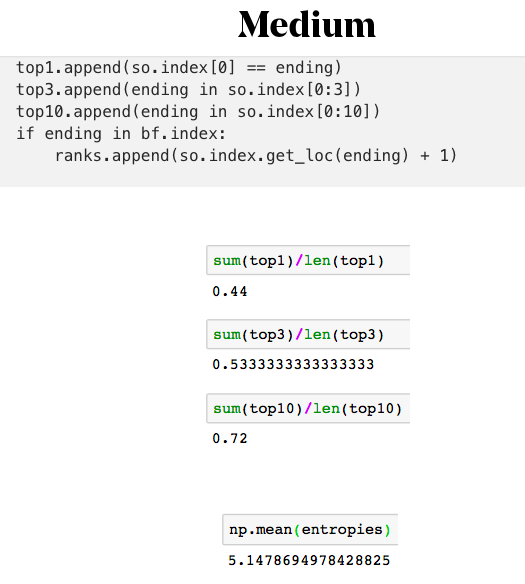 Medium
top1.append(so.index[0] == ending)
top3.append(ending in so.index[0:3])
top10.append(ending in so.index[0:10])
if ending in bf.index:
    ranks.append(so.index.get_loc(ending) + 1)
sum(top1)/len(top1)
0.44
sum(top3)/len(top3)
0.5333333333333333
sum(top10)/len(top10)
0.72
np.mean(entropies)
5.1478694978428825